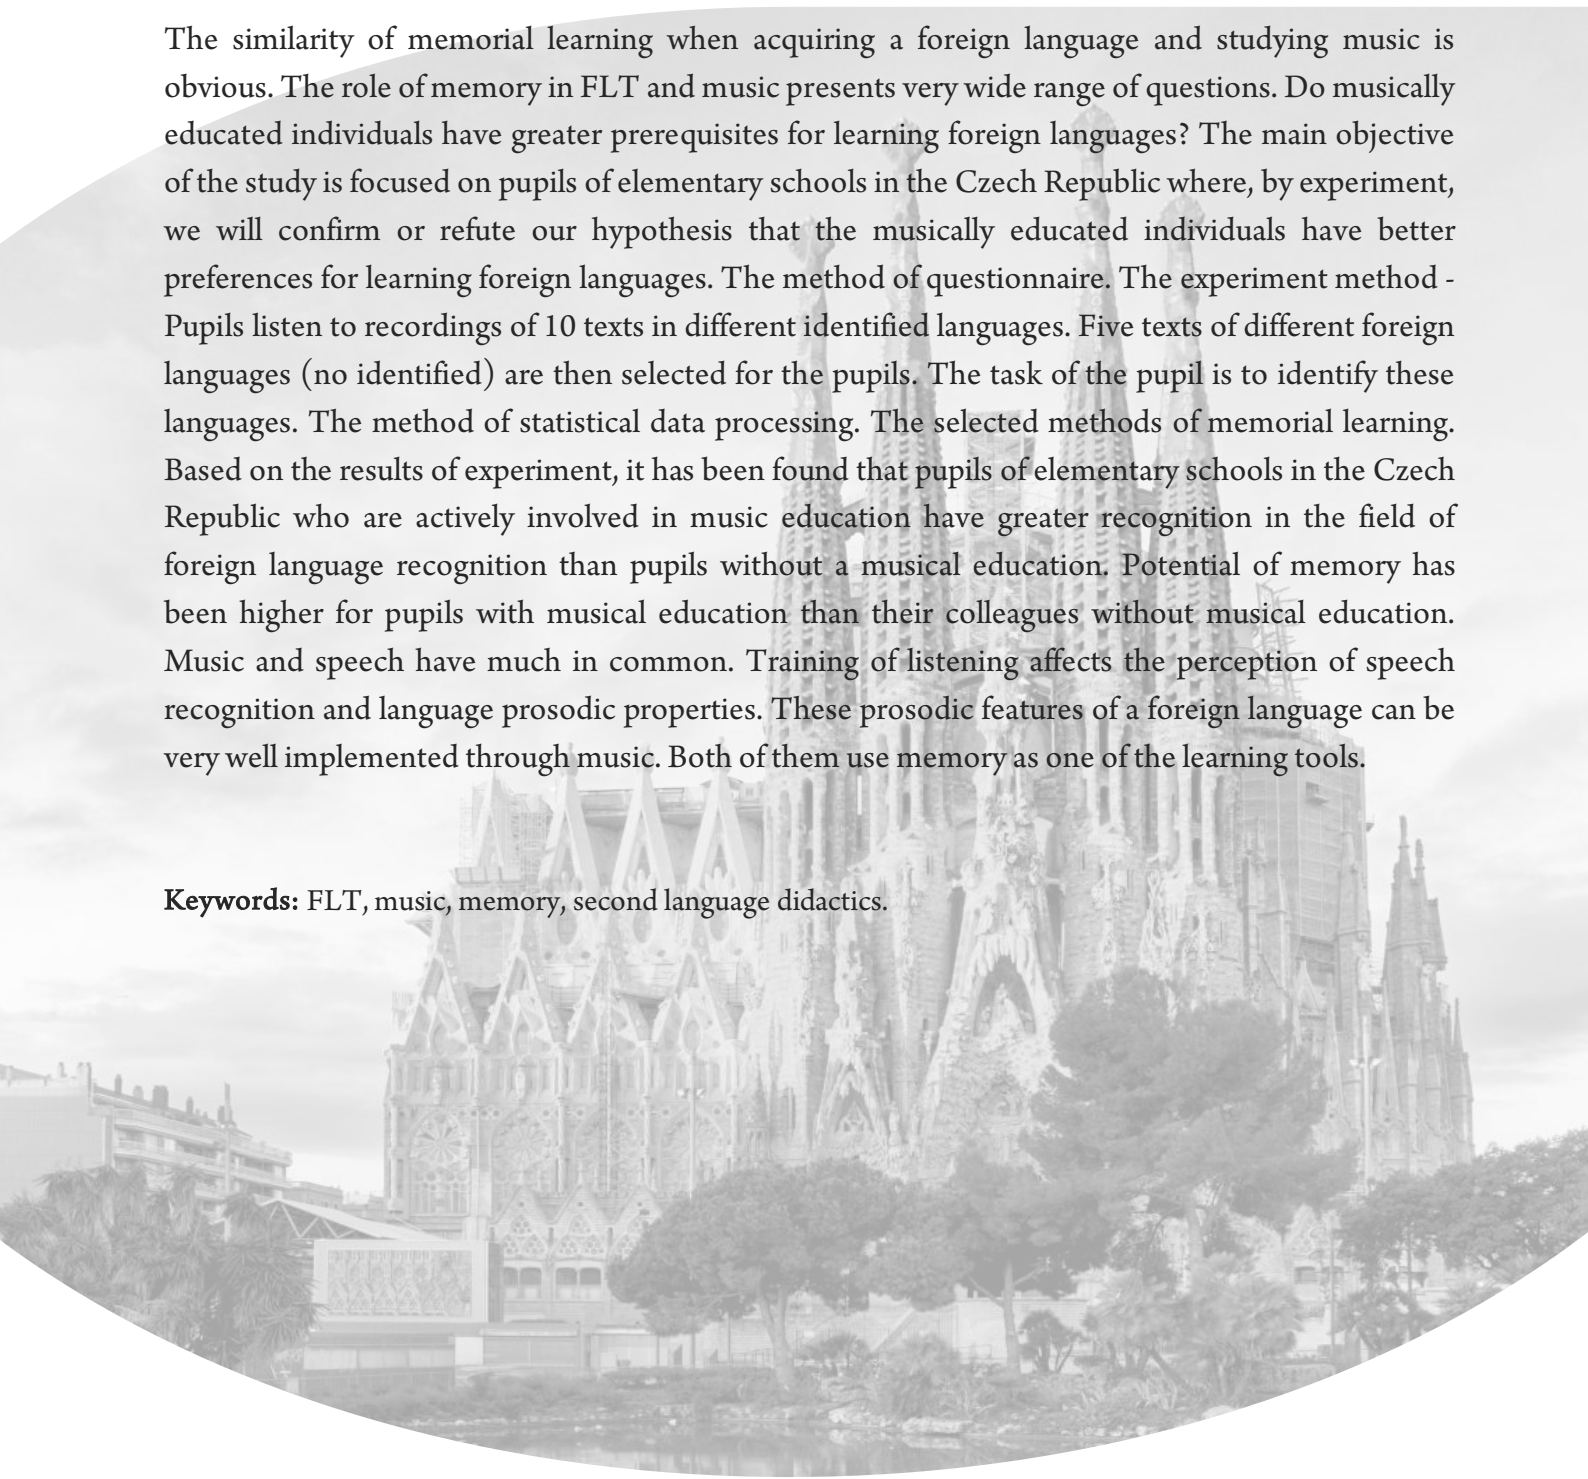 The similarity of memorial learning when acquiring a foreign language and studying music is
obvious. The role of memory in FLT and music presents very wide range of questions. Do musically
educated individuals have greater prerequisites for learning foreign languages? The main objective
of the study is focused on pupils of elementary schools in the Czech Republic where, by experiment,
we will confirm or refute our hypothesis that the musically educated individuals have better
preferences for learning foreign languages. The method of questionnaire. The experiment method -
Pupils listen to recordings of 10 texts in different identified languages. Five texts of different foreign
languages (no identified) are then selected for the pupils. The task of the pupil is to identify these
languages. The method of statistical data processing. The selected methods of memorial learning.
Based on the results of experiment, it has been found that pupils of elementary schools in the Czech
Republic who are actively involved in music education have greater recognition in the field of
foreign language recognition than pupils without a musical education. Potential of memory has
been higher for pupils with musical education than their colleagues without musical education.
Music and speech have much in common. Training of listening affects the perception of speech
recognition and language prosodic properties. These prosodic features of a foreign language can be
very well implemented through music. Both of them use memory as one of the learning tools.
Keywords: FLT, music, memory, second language didactics.